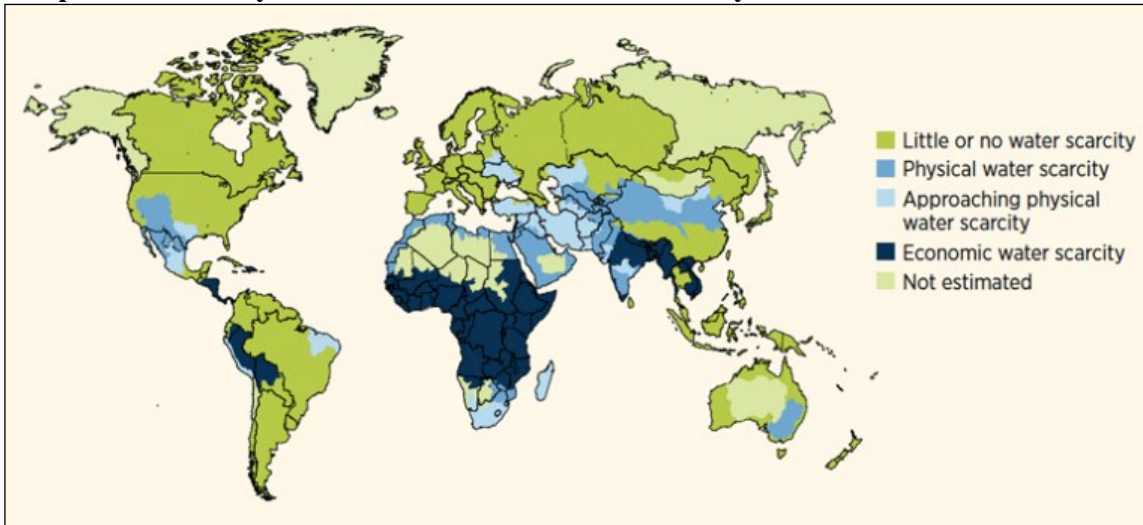 Little or no water scarcity
Physical water scarcity
Approaching physical
water scarcity
Economic water scarcity
Not estimated